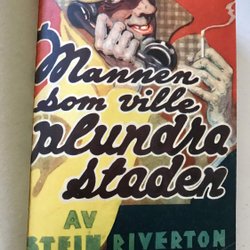 Mannen
som ville
plundra
staden
AV
STEIN RIVERTON